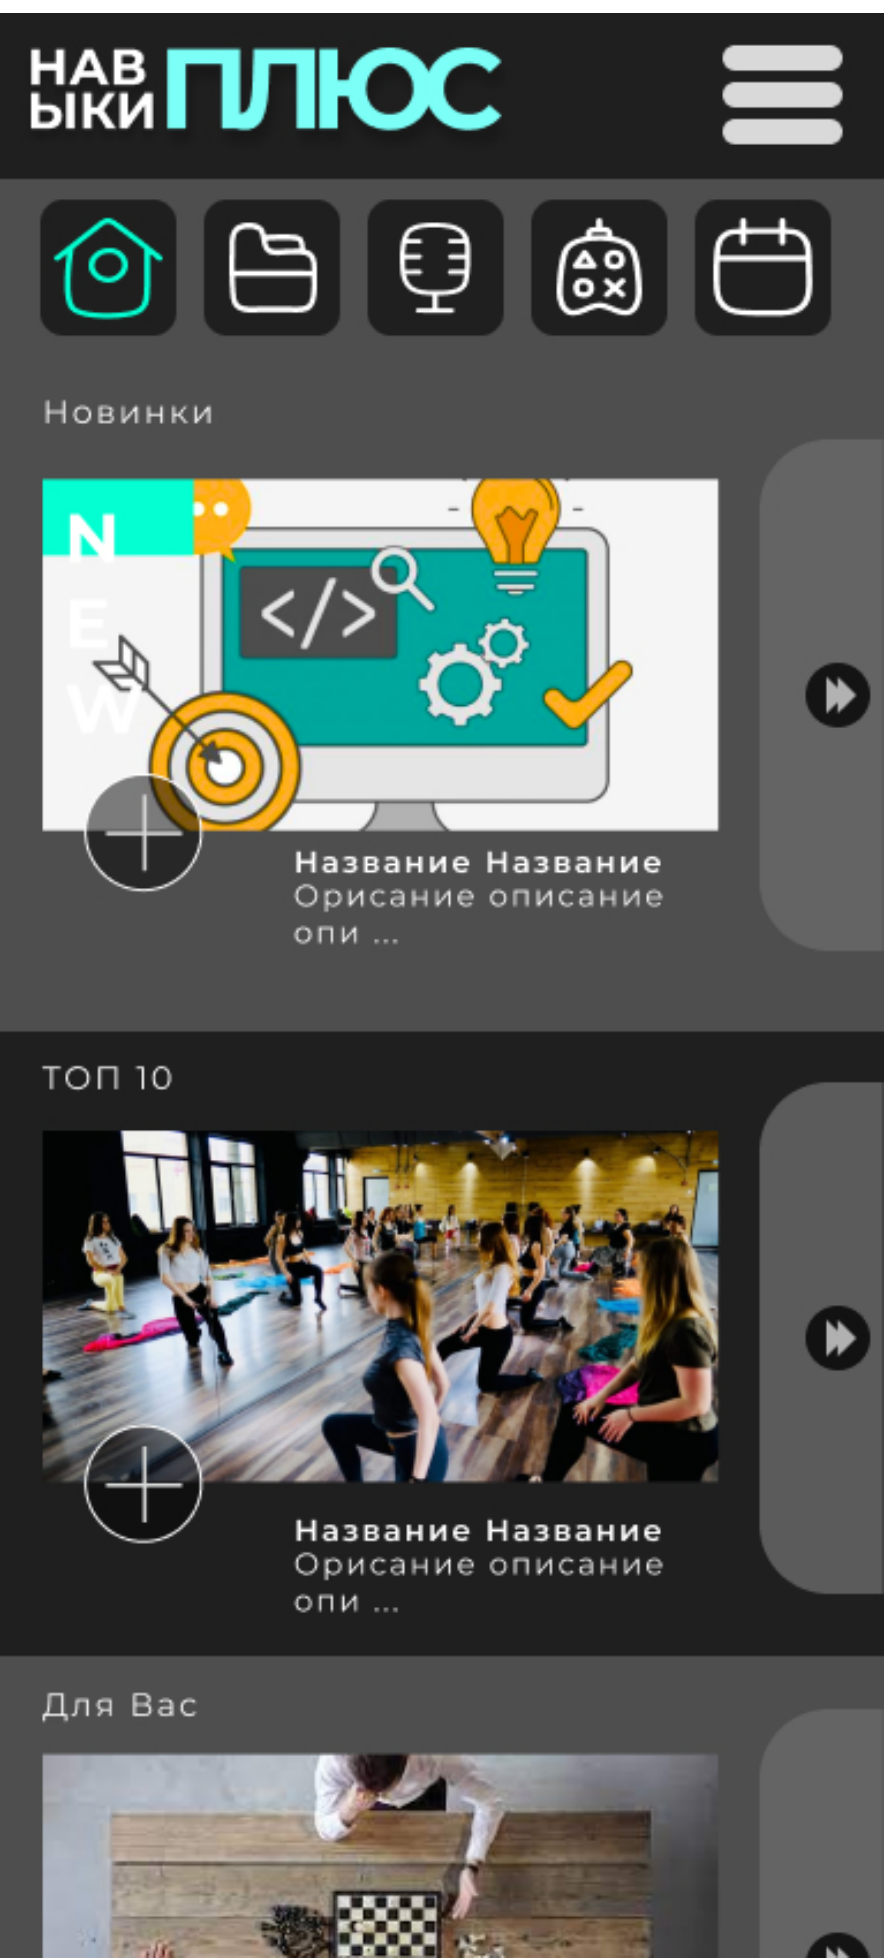 НАВ
ЫКИ
ПЛЮС
Новинки
N
E
W
</>
Название Название
Орисание описание
опи ...
ТОП 10
Название Название
Орисание описание
опи ...
Для Вас